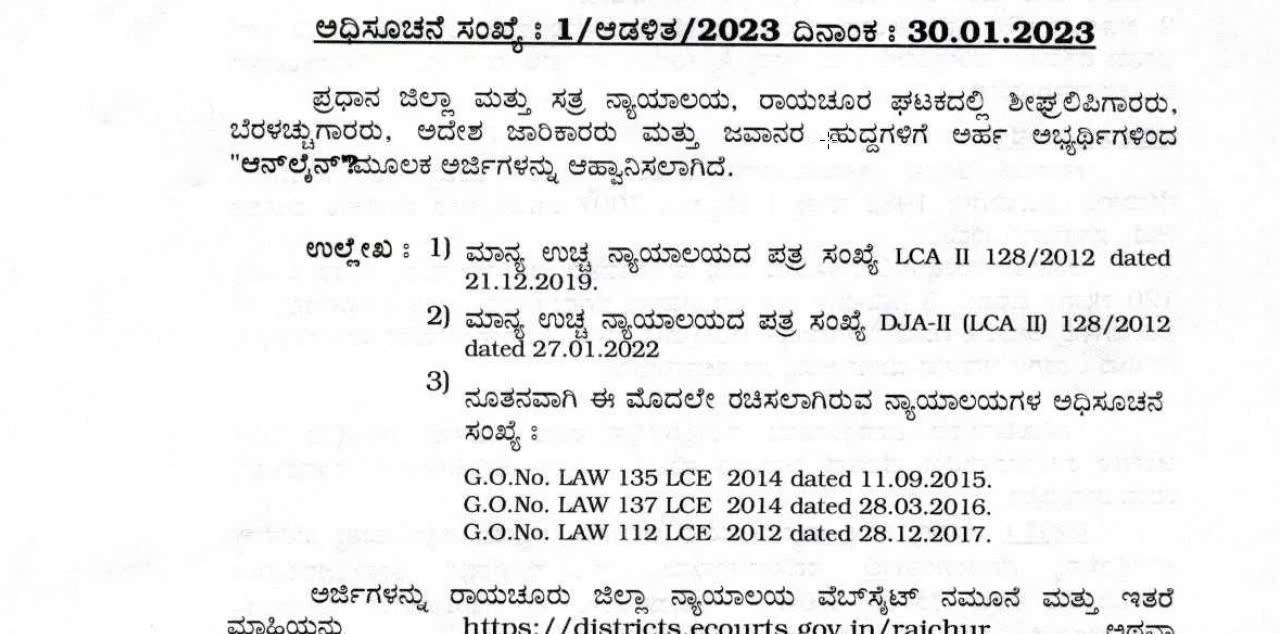 ಅಧಿಸೂಚನೆ ಸಂಖ್ಯೆ : 1/ಆಡಳಿತ/2023 ದಿನಾಂಕ : 30.01.2023
ಪ್ರಧಾನ ಜಿಲ್ಲಾ ಮತ್ತು ಸತ್ರ ನ್ಯಾಯಾಲಯ, ರಾಯಚೂರ ಘಟಕದಲ್ಲಿ ಶೀಘ್ರಲಿಪಿಗಾರರು,
ಬೆರಳಚ್ಚುಗಾರರು, ಅದೇಶ ಜಾರಿಕಾರರು ಮತ್ತು ಜವಾನರ ಹುದ್ದಗಳಿಗೆ ಅರ್ಹ ಅಭ್ಯರ್ಥಿಗಳಿಂದ
"ಆನ್‌ಲೈನ್"?ಮೂಲಕ ಅರ್ಜಿಗಳನ್ನು ಆಹ್ವಾನಿಸಲಾಗಿದೆ.
ಉಲ್ಲೇಖ : 1) ಮಾನ್ಯ ಉಚ್ಚ ನ್ಯಾಯಾಲಯದ ಪತ್ರ ಸಂಖ್ಯೆ LCA II 128/2012 dated
21.12.2019.
2) ಮಾನ್ಯ ಉಚ್ಚ ನ್ಯಾಯಾಲಯದ ಪತ್ರ ಸಂಖ್ಯೆ DJA-II (LCA II) 128/2012
dated 27.01.2022
3) ನೂತನವಾಗಿ ಈ ಮೊದಲೇ ರಚಿಸಲಾಗಿರುವ ನ್ಯಾಯಾಲಯಗಳ ಅಧಿಸೂಚನೆ
ಸಂಖ್ಯೆ :
G.O.No. LAW 135 LCE 2014 dated 11.09.2015.
G.O.No. LAW 137 LCE 2014 dated 28.03.2016.
G.O.No. LAW 112 LCE 2012 dated 28.12.2017.
ಅರ್ಜಿಗಳನ್ನು ರಾಯಚೂರು ಜಿಲ್ಲಾ ನ್ಯಾಯಾಲಯ ವೆಬ್‌ಸೈಟ್ ನಮೂನೆ ಮತ್ತು ಇತರೆ
ಮಾಹಿಯನ್ನು https://districts.ecourts.gov.in/raichur ಅಥವಾ